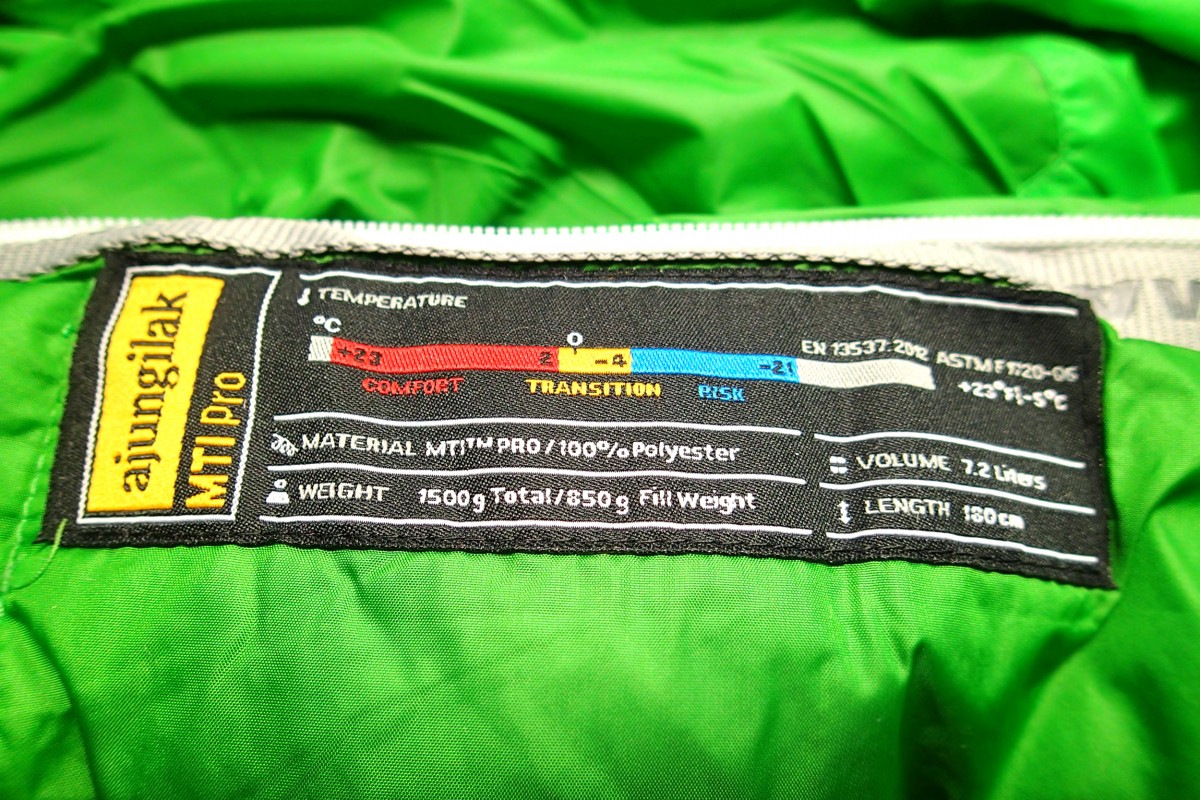 ajungilak
MTI Pro
TEMPERATURE
°C
0
+23 2 -4 -21
COMFORT TRANSITION RISK
EN 13537:2012 ASTM F1720-06
+23°F/-5°C
MATERIAL MTI™ PRO / 100% Polyester
WEIGHT 1500g Total/850g Fill Weight
VOLUME 7.2 Liters
LENGTH 180cm